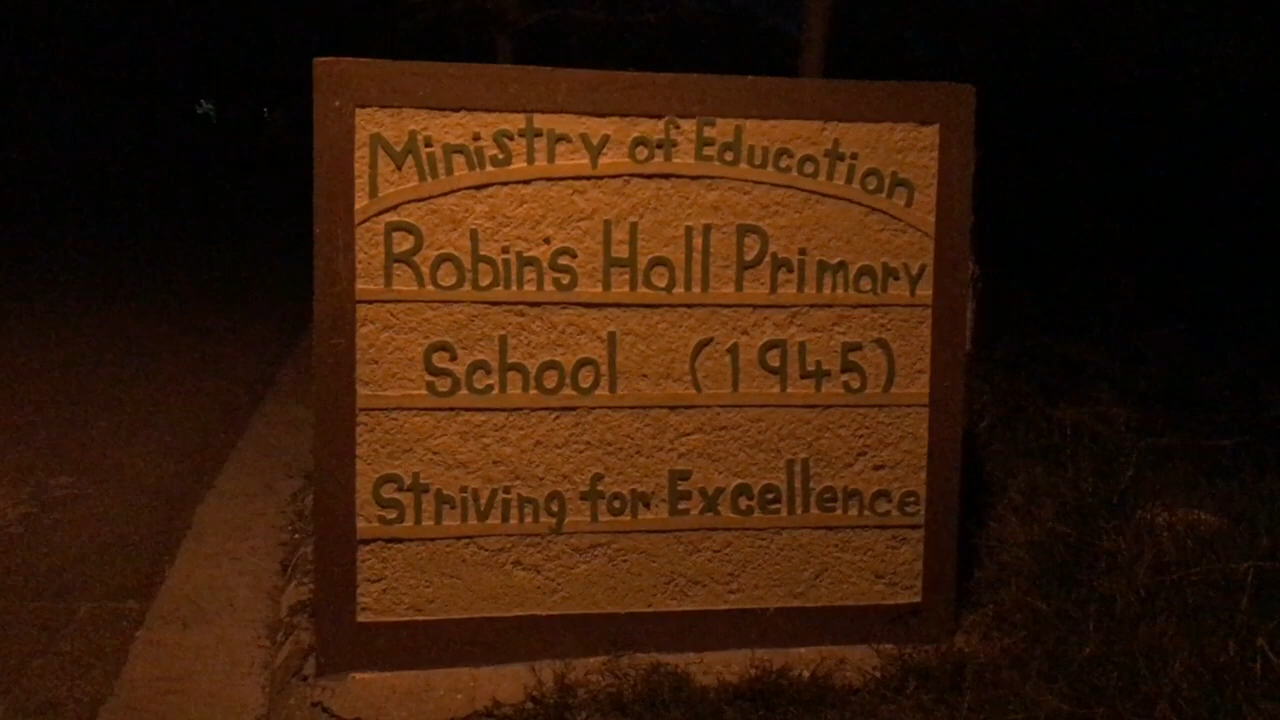 Ministry of Education
Robin's Hall Primary
School (1945)
Striving for Excellence